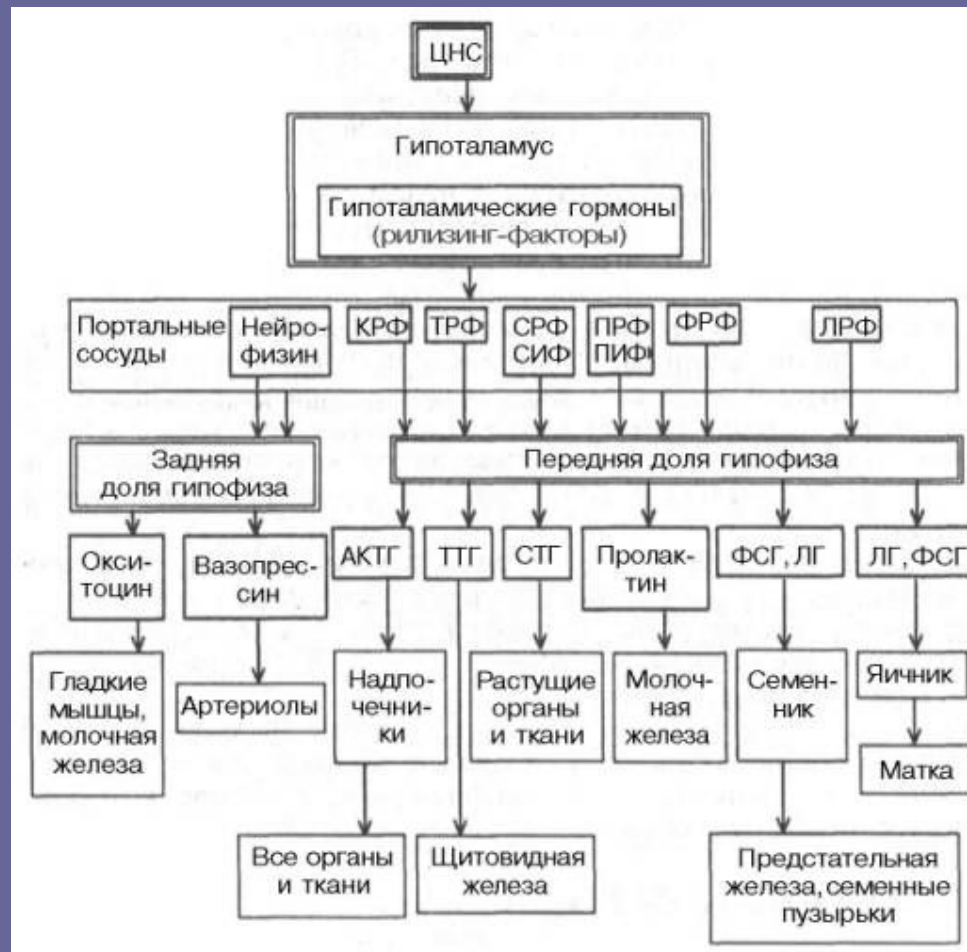 ЦНС
Гипоталамус
Гипоталамические гормоны
(рилизинг-факторы)
Портальные
сосуды
Нейро-
физин
КРФ
ТРФ
СРФ
СИФ
ПРФ
ПИФ
ФРФ
ЛРФ
Задняя
доля гипофиза
Передняя доля гипофиза
Окси-
тоцин
Вазопрес-
син
АКТГ
ТТГ
СТГ
Пролак-
тин
ФСГ, ЛГ
ЛГ, ФСГ
Гладкие
мышцы,
молочная
железа
Артериолы
Надпо-
чечни-
ки
Растущие
органы
и ткани
Молоч-
ная
железа
Семен-
ник
Яичник
Матка
Все органы
и ткани
Щитовидная
железа
Предстательная
железа, семенные
пузырьки